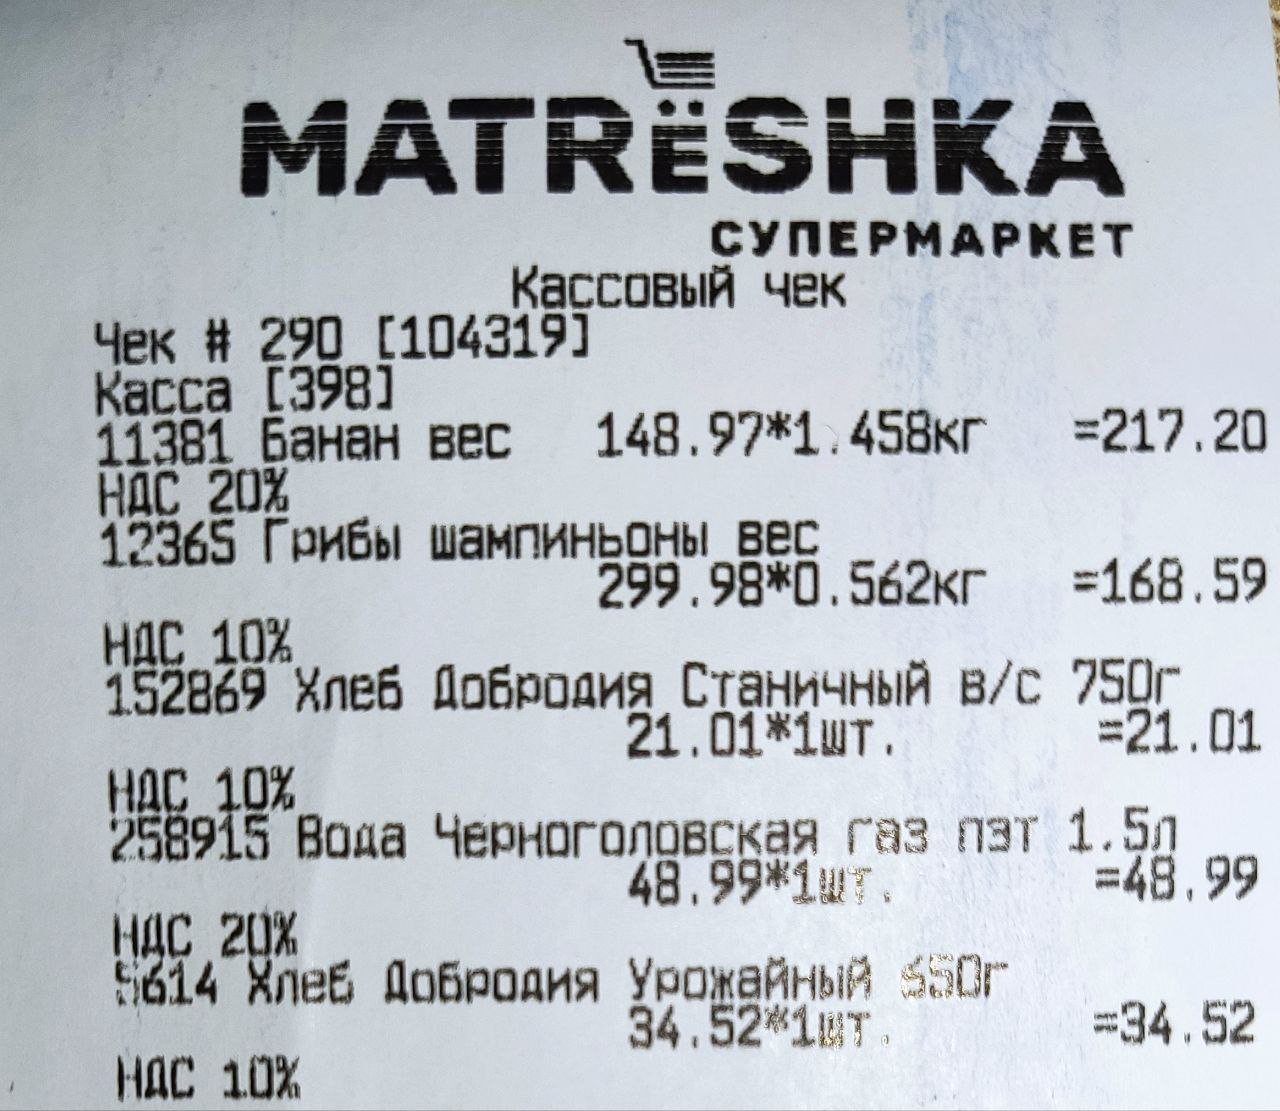 MATRЁSHKA
СУПЕРМАРКЕТ
Кассовый чек
Чек # 290 [104319]
Касса [398]
11381 Банан вес 148.97*1.458кг =217.20
НДС 20%
12365 Грибы шампиньоны вес
299.98*0.562кг =168.59
НДС 10%
152869 Хлеб Добродия Станичный в/с 750г
21.01*1шт. =21.01
НДС 10%
258915 Вода Черноголовская газ пэт 1.5л
48.99*1шт. =48.99
НДС 20%
5614 Хлеб Добродия Урожайный 650г
34.52*1шт. =34.52
НДС 10%